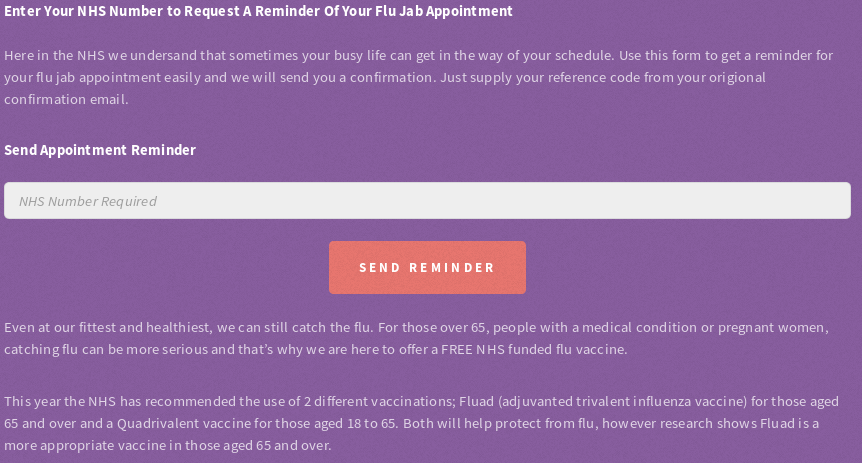 Enter Your NHS Number to Request A Reminder Of Your Flu Jab Appointment
Here in the NHS we undersand that sometimes your busy life can get in the way of your schedule. Use this form to get a reminder for
your flu jab appointment easily and we will send you a confirmation. Just supply your reference code from your origional
confirmation email.
Send Appointment Reminder
NHS Number Required
SEND REMINDER
Even at our fittest and healthiest, we can still catch the flu. For those over 65, people with a medical condition or pregnant women,
catching flu can be more serious and that's why we are here to offer a FREE NHS funded flu vaccine.
This year the NHS has recommended the use of 2 different vaccinations; Fluad (adjuvanted trivalent influenza vaccine) for those aged
65 and over and a Quadrivalent vaccine for those aged 18 to 65. Both will help protect from flu, however research shows Fluad is a
more appropriate vaccine in those aged 65 and over.